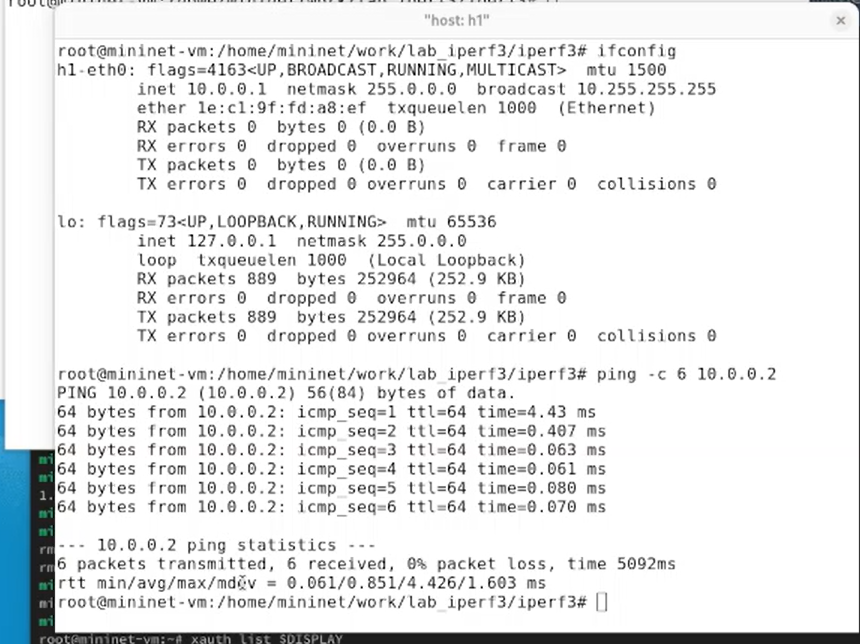 "host: h1"
root@mininet-vm:/home/mininet/work/lab_iperf3/iperf3# ifconfig
h1-eth0: flags=4163<UP,BROADCAST,RUNNING,MULTICAST>  mtu 1500
        inet 10.0.0.1  netmask 255.0.0.0  broadcast 10.255.255.255
        ether 1e:c1:9f:fd:a8:ef  txqueuelen 1000  (Ethernet)
        RX packets 0  bytes 0 (0.0 B)
        RX errors 0  dropped 0  overruns 0  frame 0
        TX packets 0  bytes 0 (0.0 B)
        TX errors 0  dropped 0 overruns 0  carrier 0  collisions 0
lo: flags=73<UP,LOOPBACK,RUNNING>  mtu 65536
        inet 127.0.0.1  netmask 255.0.0.0
        loop  txqueuelen 1000  (Local Loopback)
        RX packets 889  bytes 252964 (252.9 KB)
        RX errors 0  dropped 0  overruns 0  frame 0
        TX packets 889  bytes 252964 (252.9 KB)
        TX errors 0  dropped 0 overruns 0  carrier 0  collisions 0
root@mininet-vm:/home/mininet/work/lab_iperf3/iperf3# ping -c 6 10.0.0.2
PING 10.0.0.2 (10.0.0.2) 56(84) bytes of data.
64 bytes from 10.0.0.2: icmp_seq=1 ttl=64 time=4.43 ms
64 bytes from 10.0.0.2: icmp_seq=2 ttl=64 time=0.407 ms
64 bytes from 10.0.0.2: icmp_seq=3 ttl=64 time=0.063 ms
64 bytes from 10.0.0.2: icmp_seq=4 ttl=64 time=0.061 ms
64 bytes from 10.0.0.2: icmp_seq=5 ttl=64 time=0.080 ms
64 bytes from 10.0.0.2: icmp_seq=6 ttl=64 time=0.070 ms
--- 10.0.0.2 ping statistics ---
6 packets transmitted, 6 received, 0% packet loss, time 5092ms
rtt min/avg/max/mdev = 0.061/0.851/4.426/1.603 ms
root@mininet-vm:/home/mininet/work/lab_iperf3/iperf3#
root@mininet-vm:~# xauth list $DISPLAY